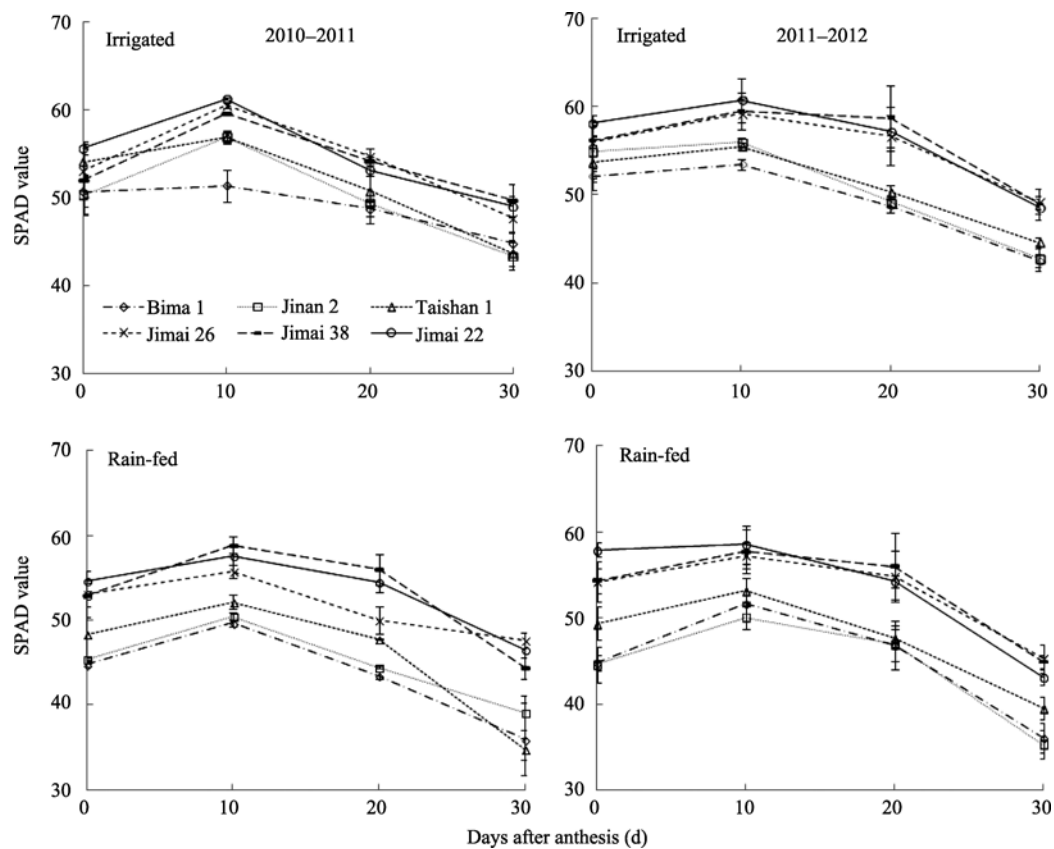 70
Irrigated 2010–2011
60
50
40
30
SPAD value
Bima 1 Jinan 2 Taishan 1
Jimai 26 Jimai 38 Jimai 22
0 10 20 30
70
Irrigated 2011–2012
60
50
40
30
0 10 20 30
70
Rain-fed
60
50
40
30
SPAD value
0 10 20 30
70
Rain-fed
60
50
40
30
0 10 20 30
Days after anthesis (d)